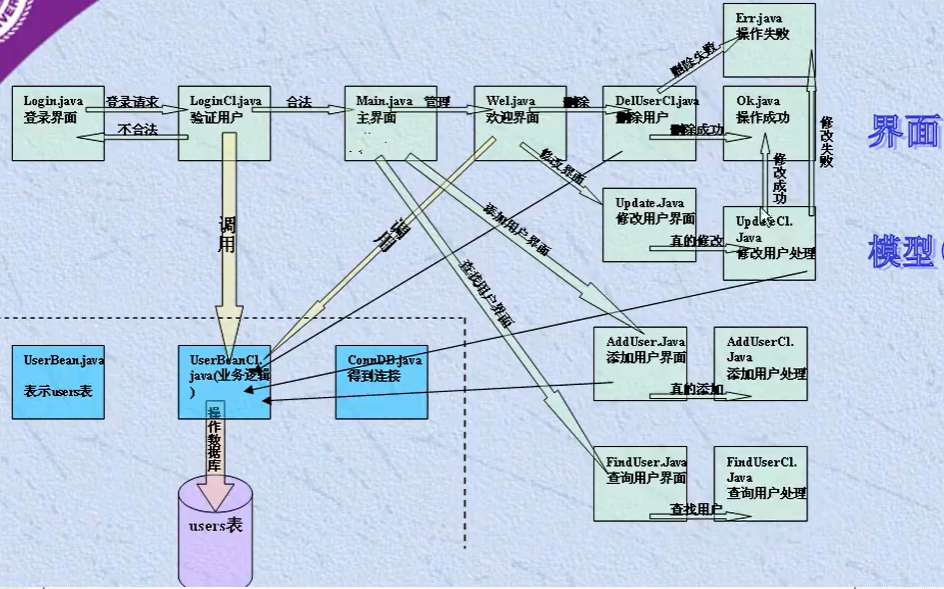 Err.java
操作失败
删除失败
Login.java
登录界面
登录请求
不合法
LoginCl.java
验证用户
合法
Main.java
主界面
管理
Wel.java
欢迎界面
删除
DelUserCl.java
删除用户
删除成功
Ok.java
操作成功
修改失败
修改成功
界面
修改界面
Update.Java
修改用户界面
真的修改
UpdateCl.
Java
修改用户处理
模型
调用
调用
添加用户界面
查找用户界面
UserBean.java
表示users表
UserBeanCl.
java(业务逻辑
)
ConnDB.java
得到连接
AddUser.Java
添加用户界面
真的添加
AddUserCl.
Java
添加用户处理
操作数据库
users表
FindUser.Java
查询用户界面
查找用户
FindUserCl.
Java
查询用户处理